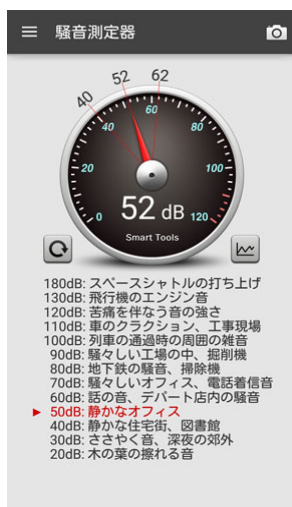 騒音測定器
40 52 62
0 20 40 60 80 100 120
52 dB
Smart Tools
180dB: スペースシャトルの打ち上げ
130dB: 飛行機のエンジン音
120dB: 苦痛を伴なう音の強さ
110dB: 車のクラクション、工事現場
100dB: 列車の通過時の周囲の雑音
90dB: 騒々しい工場の中、掘削機
80dB: 地下鉄の騒音、掃除機
70dB: 騒々しいオフィス、電話着信音
60dB: 話の音、デパート店内の騒音
► 50dB: 静かなオフィス
40dB: 静かな住宅街、図書館
30dB: ささやく音、深夜の郊外
20dB: 木の葉の擦れる音